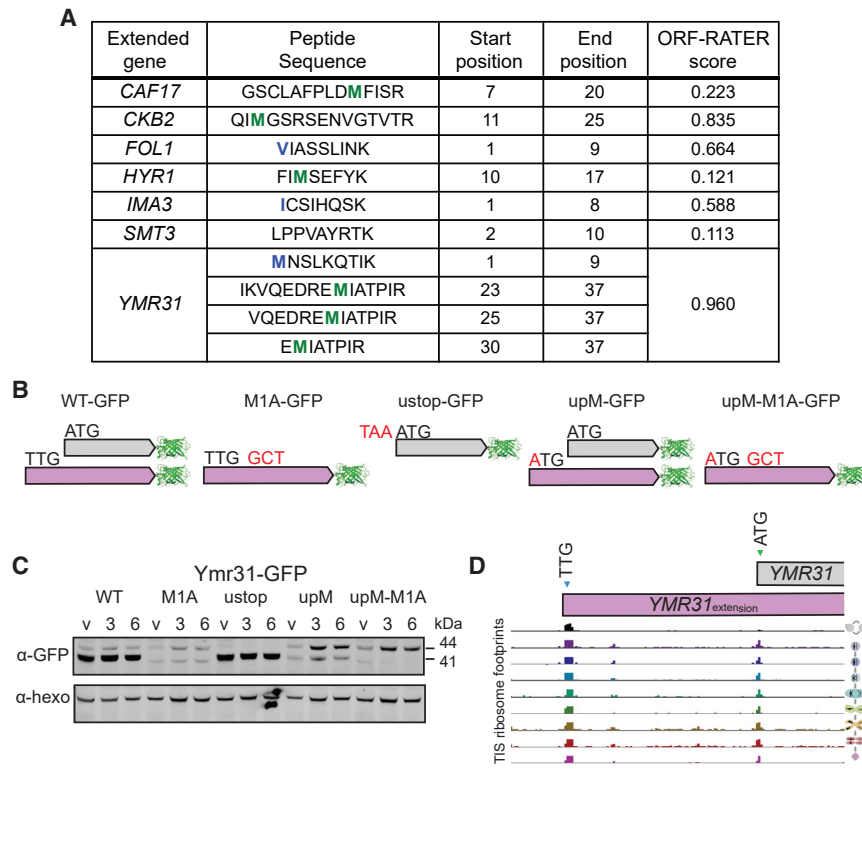 A
Extended gene Peptide Sequence Start position End position ORF-RATER score
CAF17 GSCLAFPLDMFISR 7 20 0.223
CKB2 QIMGSRSENVGTVTR 11 25 0.835
FOL1 VIASSLINK 1 9 0.664
HYR1 FIMSEFYK 10 17 0.121
IMA3 ICSIHQSK 1 8 0.588
SMT3 LPPVAYRTK 2 10 0.113
YMR31 MNSLKQTIK 1 9 0.960
IKVQEDREMIATPIR 23 37
VQEDREMIATPIR 25 37
EMIATPIR 30 37
B
WT-GFP M1A-GFP ustop-GFP upM-GFP upM-M1A-GFP
ATG TAA ATG ATG
TTG TTG GCT ATG ATG GCT
C
Ymr31-GFP
WT M1A ustop upM upM-M1A
v 3 6 v 3 6 v 3 6 v 3 6 v 3 6 kDa
α-GFP 44
41
α-hexo
D
TTG ATG
YMR31
YMR31extension
TIS ribosome footprints